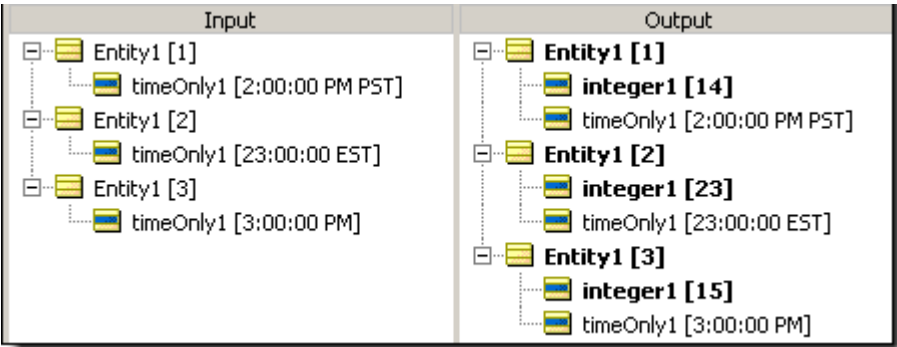 Input
Entity1 [1]
timeOnly1 [2:00:00 PM PST]
Entity1 [2]
timeOnly1 [23:00:00 EST]
Entity1 [3]
timeOnly1 [3:00:00 PM]
Output
Entity1 [1]
integer1 [14]
timeOnly1 [2:00:00 PM PST]
Entity1 [2]
integer1 [23]
timeOnly1 [23:00:00 EST]
Entity1 [3]
integer1 [15]
timeOnly1 [3:00:00 PM]